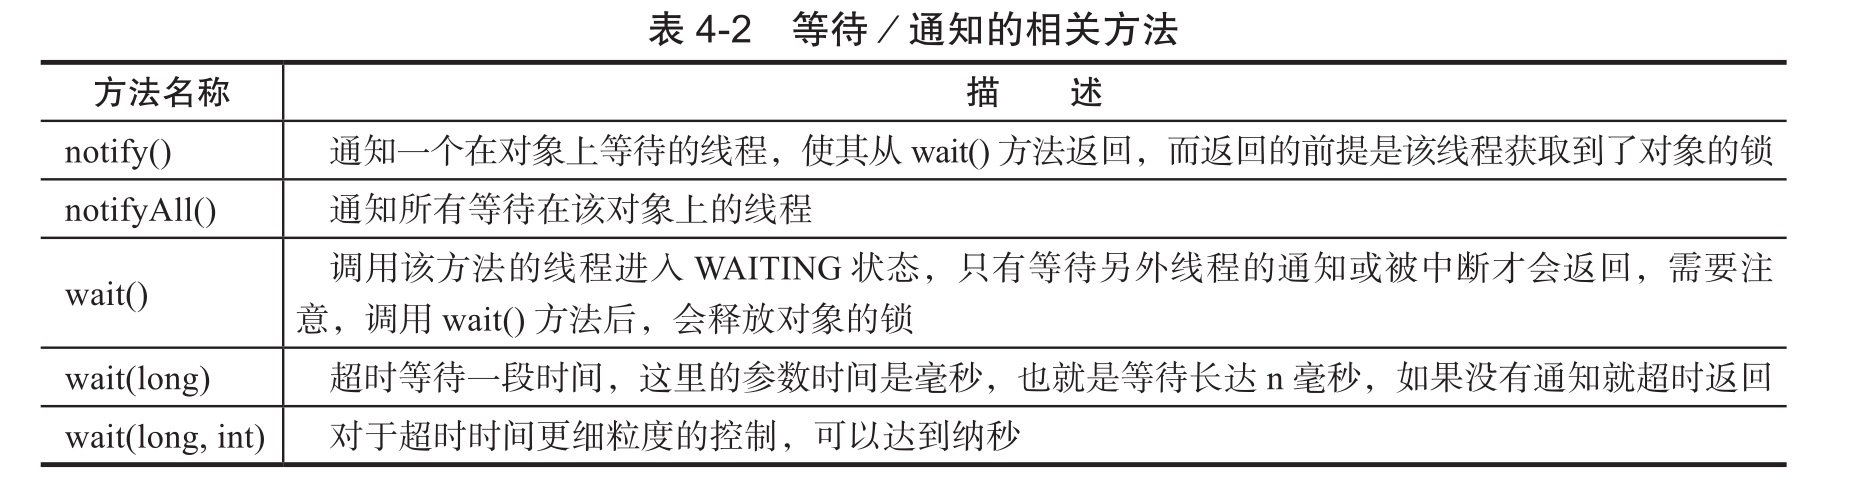 表 4-2 等待 / 通知的相关方法
方法名称 描 述
notify() 通知一个在对象上等待的线程，使其从 wait() 方法返回，而返回的前提是该线程获取到了对象的锁
notifyAll() 通知所有等待在该对象上的线程
wait() 调用该方法的线程进入 WAITING 状态，只有等待另外线程的通知或被中断才会返回，需要注
意，调用 wait() 方法后，会释放对象的锁
wait(long) 超时等待一段时间，这里的参数时间是毫秒，也就是等待长达 n 毫秒，如果没有通知就超时返回
wait(long, int) 对于超时时间更细粒度的控制，可以达到纳秒